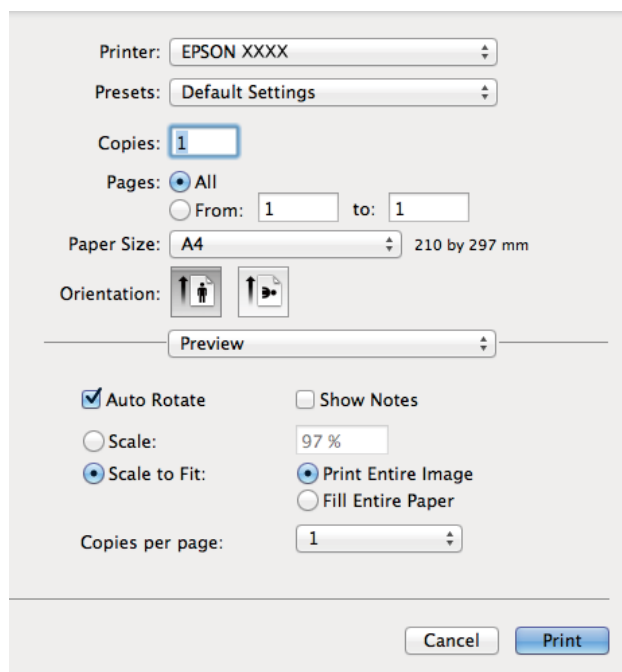 Printer: EPSON XXXX
Presets: Default Settings
Copies: 1
Pages: All
From: 1 to: 1
Paper Size: A4 210 by 297 mm
Orientation:
Preview
Auto Rotate Show Notes
Scale: 97 %
Scale to Fit: Print Entire Image
Fill Entire Paper
Copies per page: 1
Cancel Print